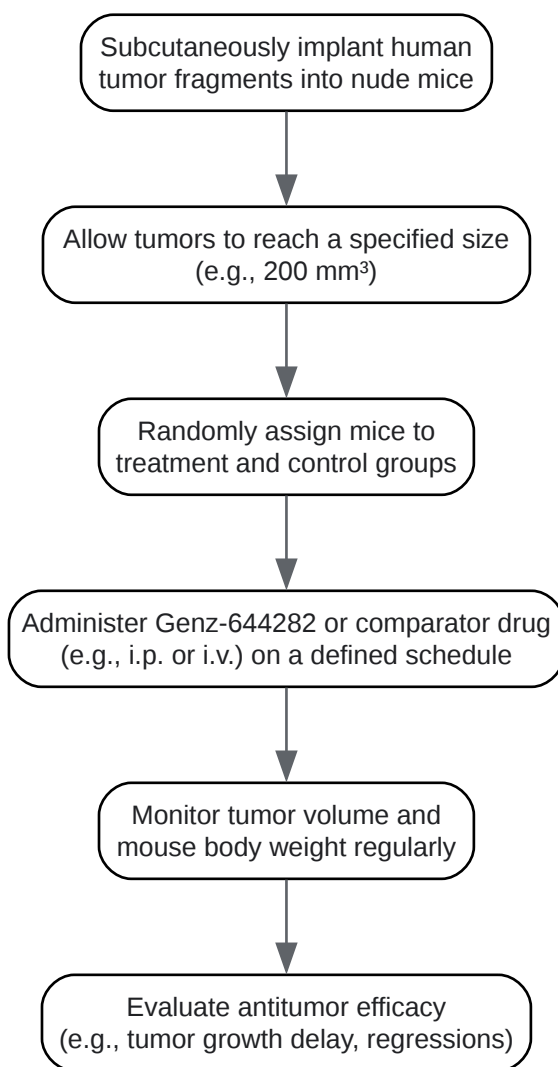 Subcutaneously implant human
tumor fragments into nude mice
Allow tumors to reach a specified size
(e.g., 200 mm³)
Randomly assign mice to
treatment and control groups
Administer Genz-644282 or comparator drug
(e.g., i.p. or i.v.) on a defined schedule
Monitor tumor volume and
mouse body weight regularly
Evaluate antitumor efficacy
(e.g., tumor growth delay, regressions)